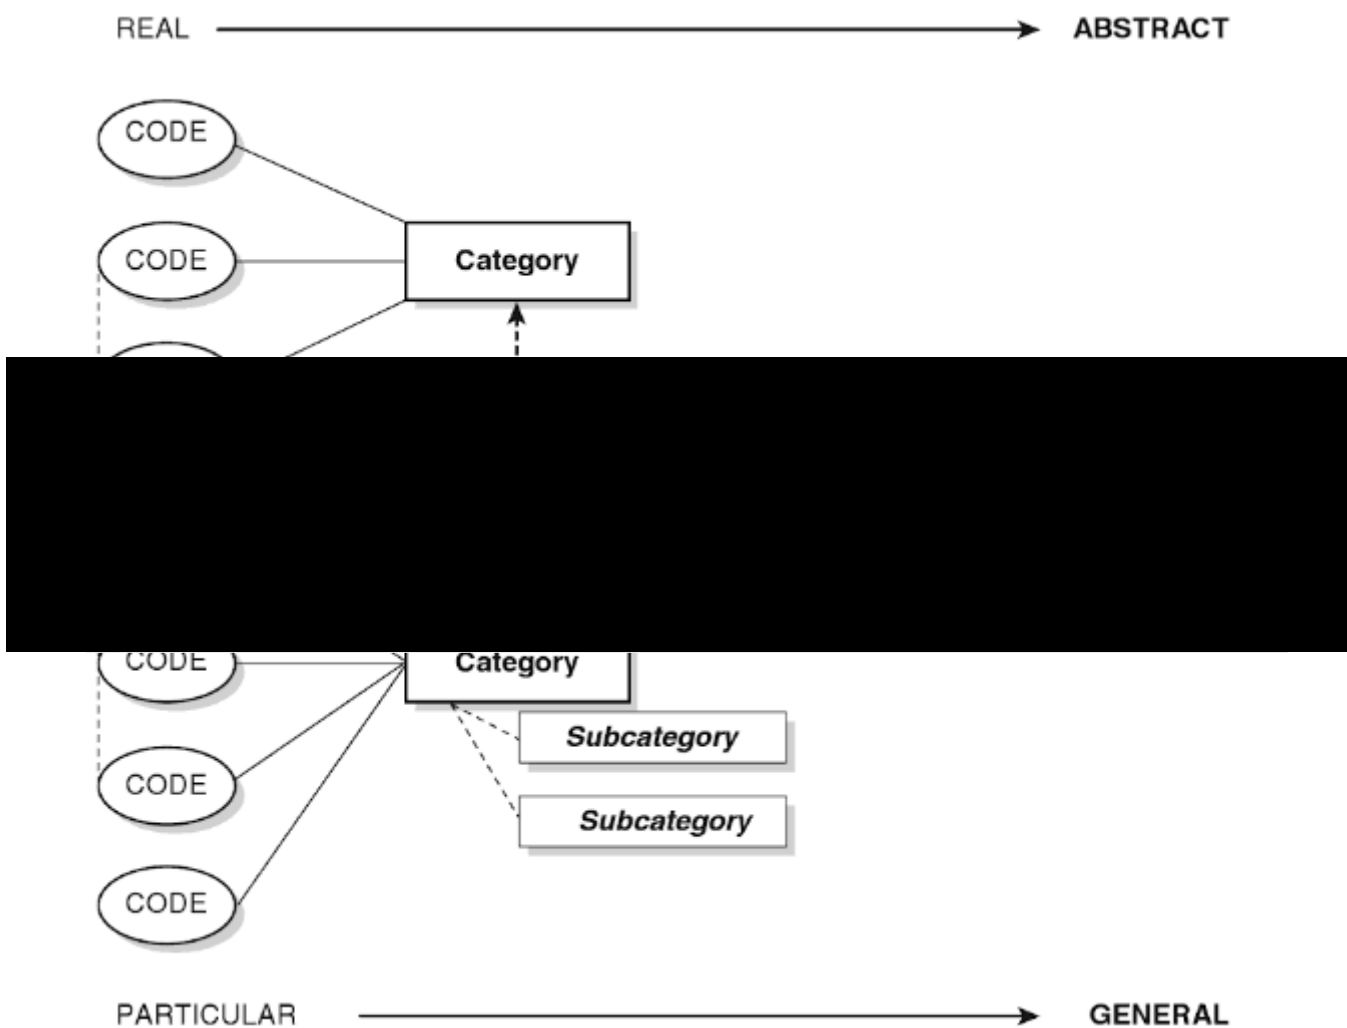 REAL ABSTRACT
CODE
CODE
Category
CODE
Category
Subcategory
CODE
Subcategory
CODE
PARTICULAR GENERAL